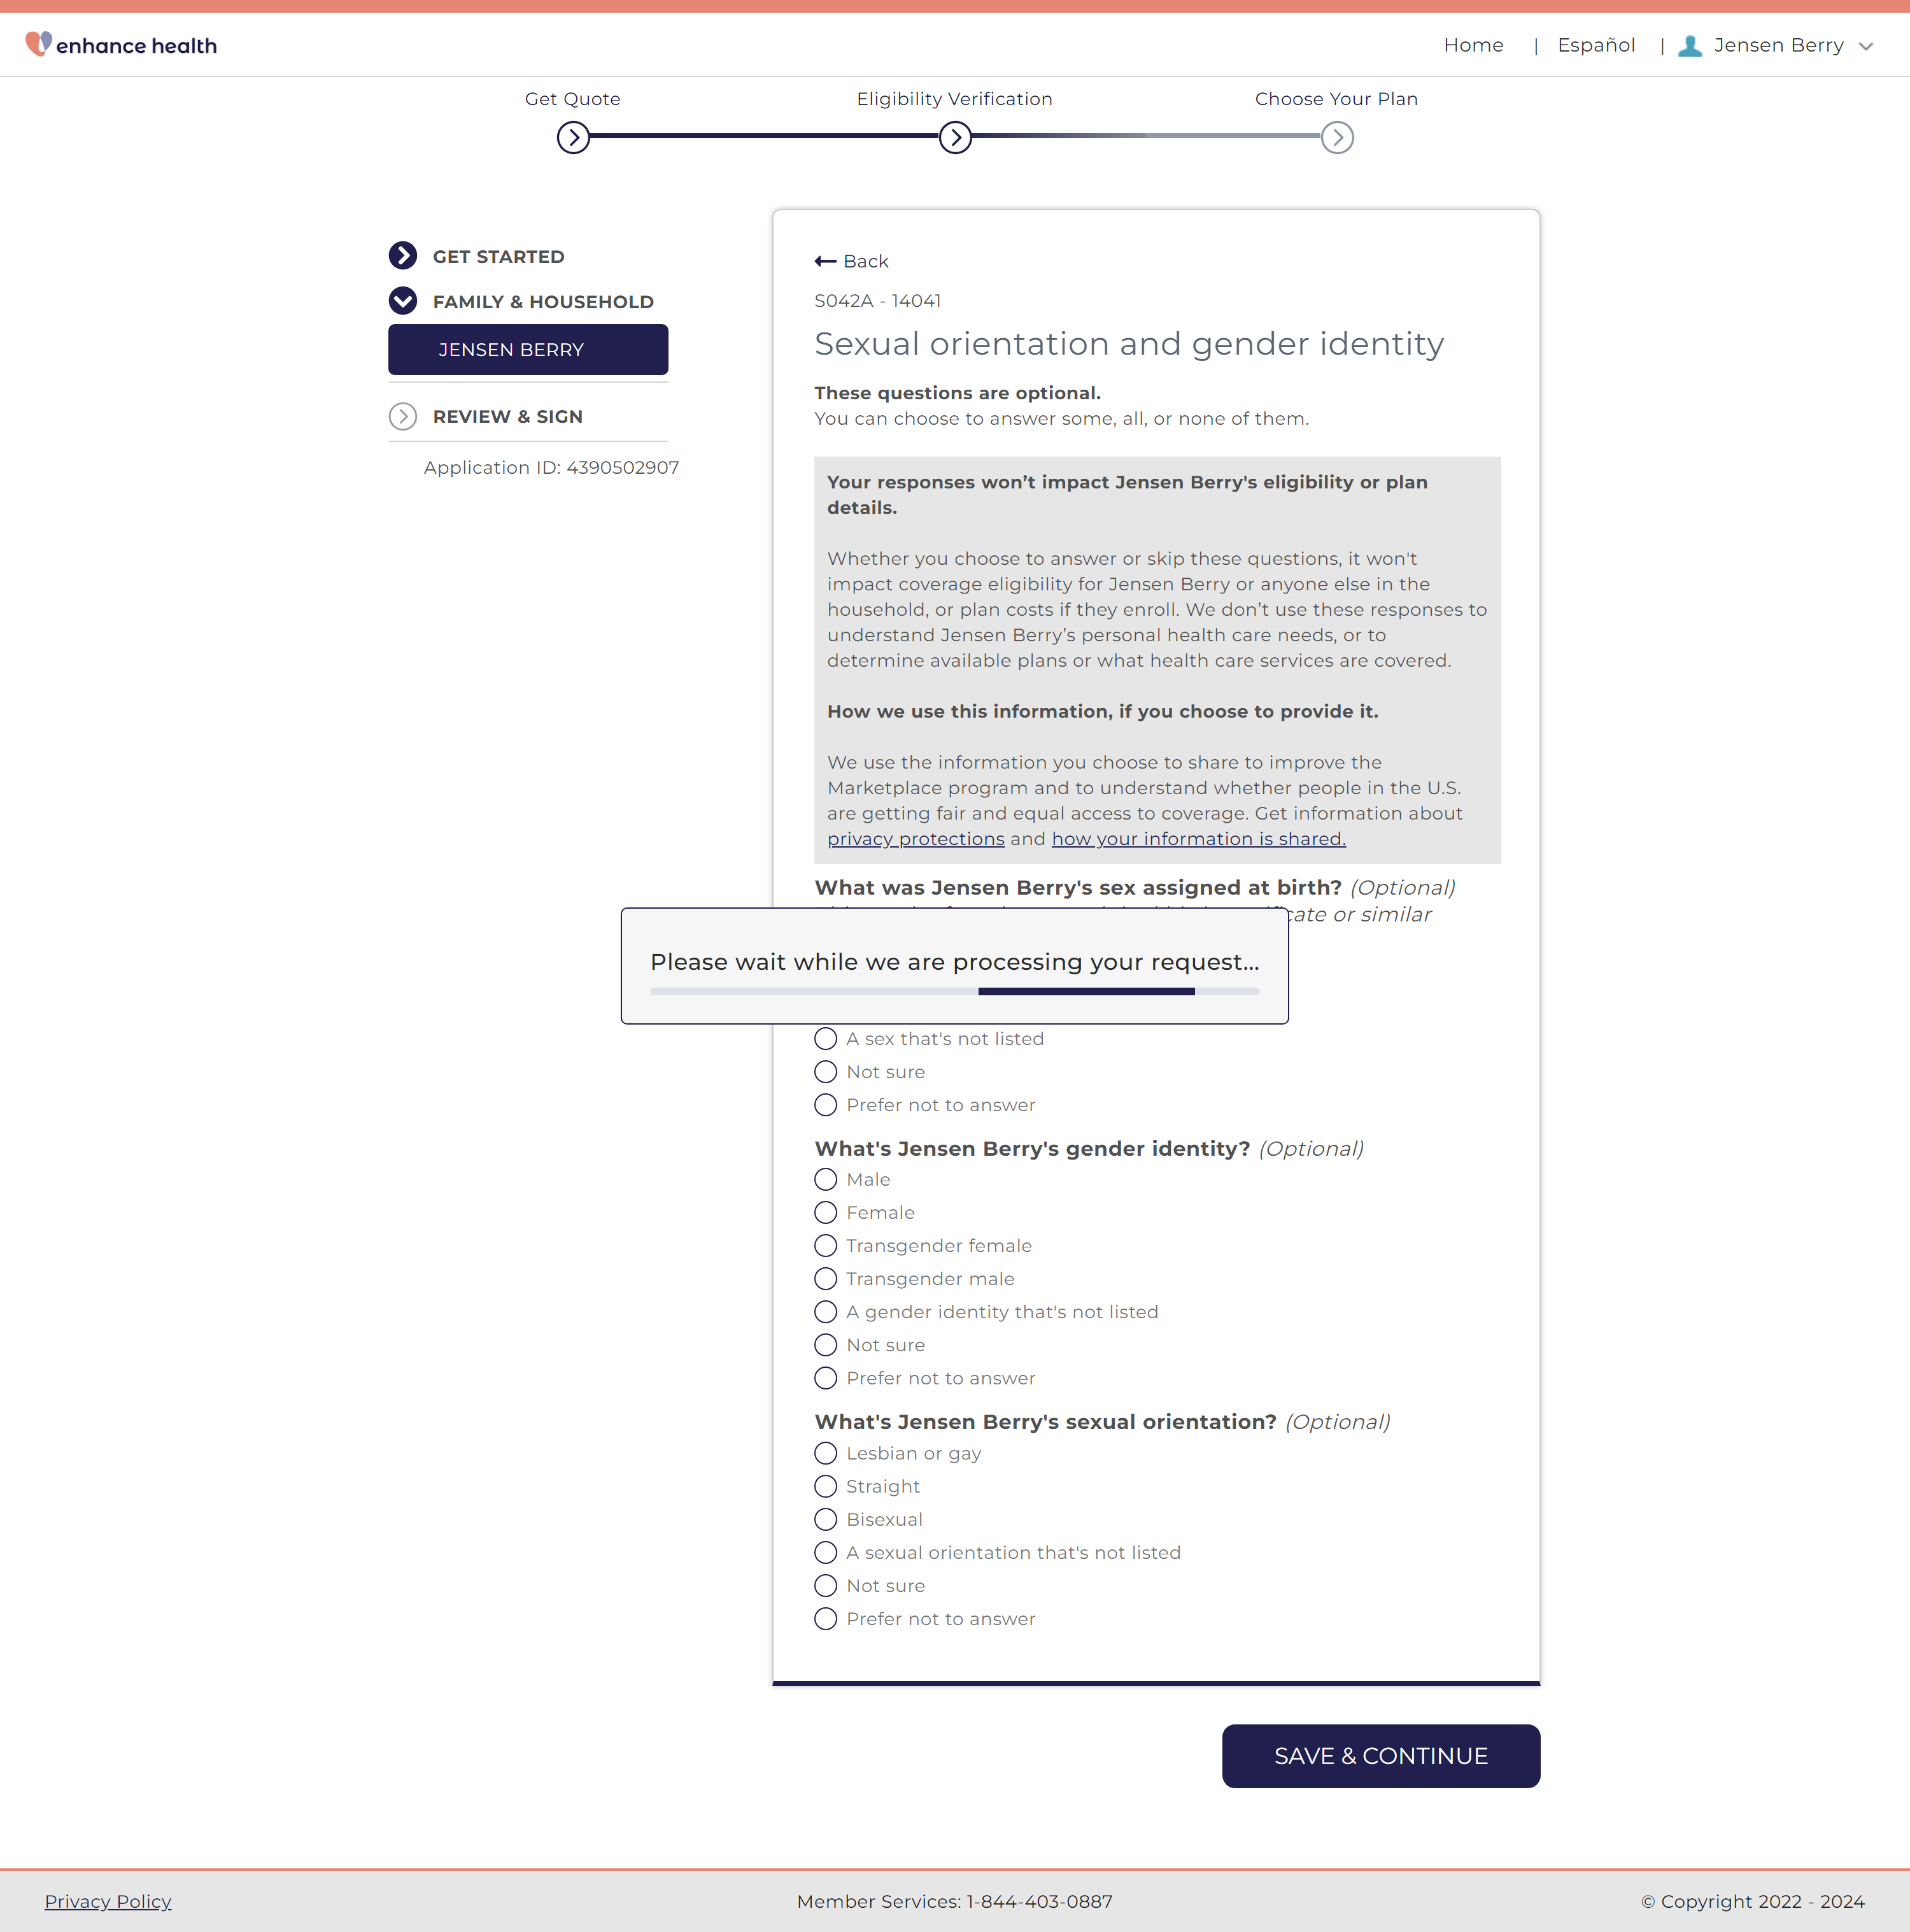 enhance health
Home | Español | Jensen Berry
Get Quote
Eligibility Verification
Choose Your Plan
GET STARTED
FAMILY & HOUSEHOLD
JENSEN BERRY
REVIEW & SIGN
Application ID: 4390502907
Back
S042A - 14041
Sexual orientation and gender identity
These questions are optional.
You can choose to answer some, all, or none of them.
Your responses won’t impact Jensen Berry's eligibility or plan
details.
Whether you choose to answer or skip these questions, it won't
impact coverage eligibility for Jensen Berry or anyone else in the
household, or plan costs if they enroll. We don’t use these responses to
understand Jensen Berry’s personal health care needs, or to
determine available plans or what health care services are covered.
How we use this information, if you choose to provide it.
We use the information you choose to share to improve the
Marketplace program and to understand whether people in the U.S.
are getting fair and equal access to coverage. Get information about
privacy protections and how your information is shared.
What was Jensen Berry's sex assigned at birth? (Optional)
or similar
Please wait while we are processing your request...
A sex that's not listed
Not sure
Prefer not to answer
What's Jensen Berry's gender identity? (Optional)
Male
Female
Transgender female
Transgender male
A gender identity that's not listed
Not sure
Prefer not to answer
What's Jensen Berry's sexual orientation? (Optional)
Lesbian or gay
Straight
Bisexual
A sexual orientation that's not listed
Not sure
Prefer not to answer
SAVE & CONTINUE
Privacy Policy
Member Services: 1-844-403-0887
© Copyright 2022 - 2024